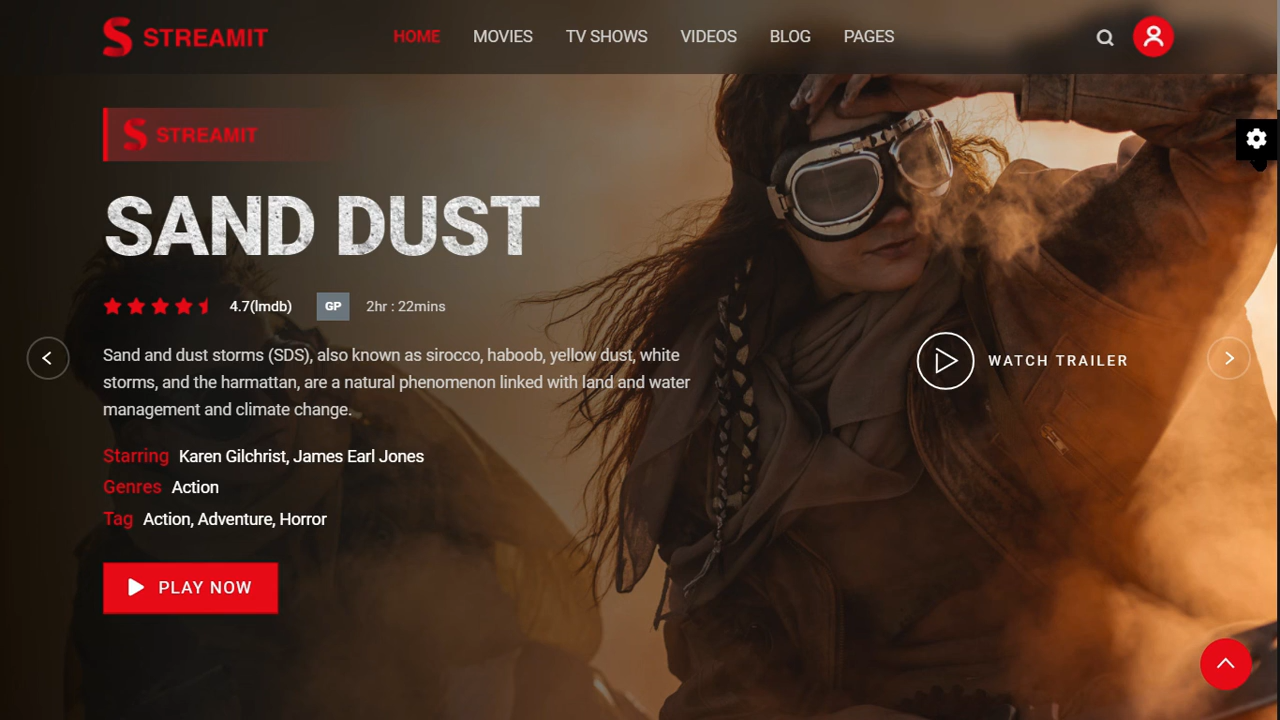 STREAMIT
HOME MOVIES TV SHOWS VIDEOS BLOG PAGES
STREAMIT
SAND DUST
4.7(lmdb) GP 2hr : 22mins
Sand and dust storms (SDS), also known as sirocco, haboob, yellow dust, white
storms, and the harmattan, are a natural phenomenon linked with land and water
management and climate change.
WATCH TRAILER
Starring Karen Gilchrist, James Earl Jones
Genres Action
Tag Action, Adventure, Horror
PLAY NOW